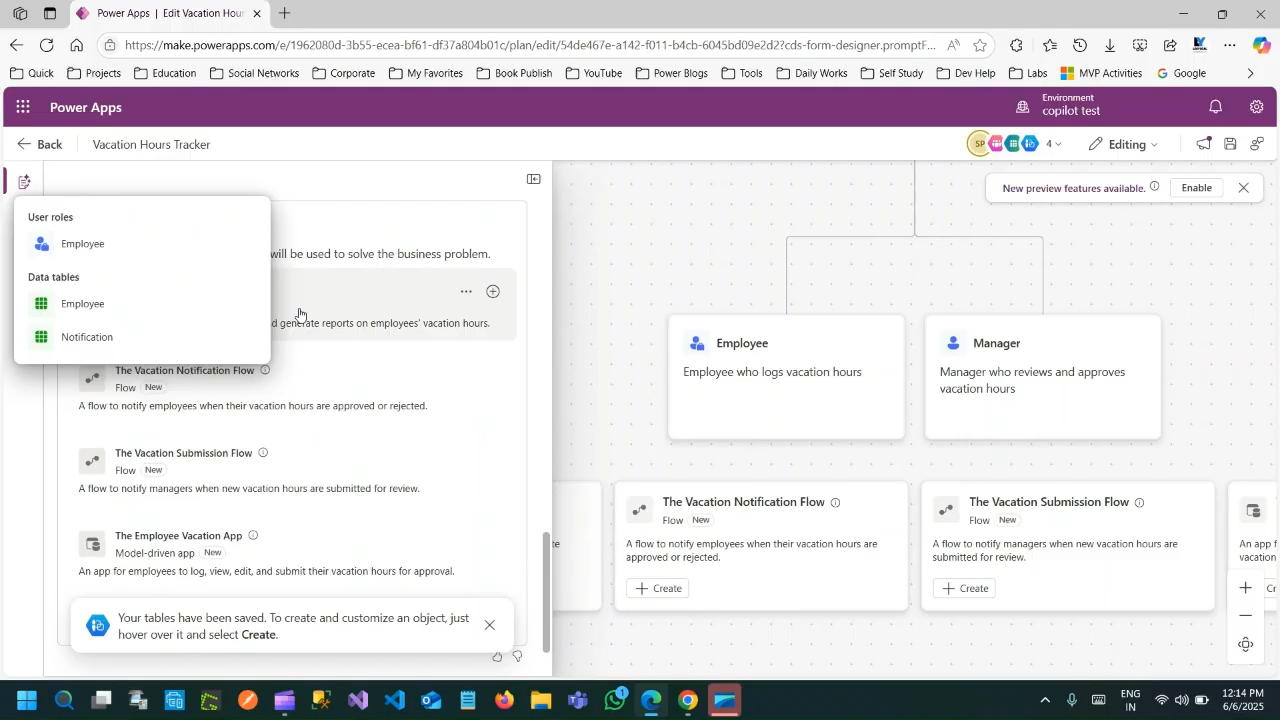 Power Apps | Edit Vacation Hour
https://make.powerapps.com/e/1962080d-3b55-ecea-bf61-df37a804b01c/plan/edit/54de467e-a142-f011-b4cb-6045bd09e2d2?cds-form-designer.promptF...
Quick
Projects
Education
Social Networks
Corporate
My Favorites
Book Publish
YouTube
Power Blogs
Tools
Daily Works
Self Study
Dev Help
Labs
MVP Activities
Google
Power Apps
Environment
copilot test
Back
Vacation Hours Tracker
SP
4
Editing
New preview features available.
Enable
User roles
Employee
Data tables
Employee
Notification
will be used to solve the business problem.
d generate reports on employees' vacation hours.
The Vacation Notification Flow
Flow New
A flow to notify employees when their vacation hours are approved or rejected.
The Vacation Submission Flow
Flow New
A flow to notify managers when new vacation hours are submitted for review.
The Employee Vacation App
Model-driven app New
An app for employees to log, view, edit, and submit their vacation hours for approval.
Your tables have been saved. To create and customize an object, just
hover over it and select Create.
Employee
Employee who logs vacation hours
Manager
Manager who reviews and approves
vacation hours
te
The Vacation Notification Flow
Flow New
A flow to notify employees when their vacation hours are
approved or rejected.
Create
The Vacation Submission Flow
Flow New
A flow to notify managers when new vacation hours are
submitted for review.
Create
An app f
vacation
Cr
1
ENG
IN
12:14 PM
6/6/2025